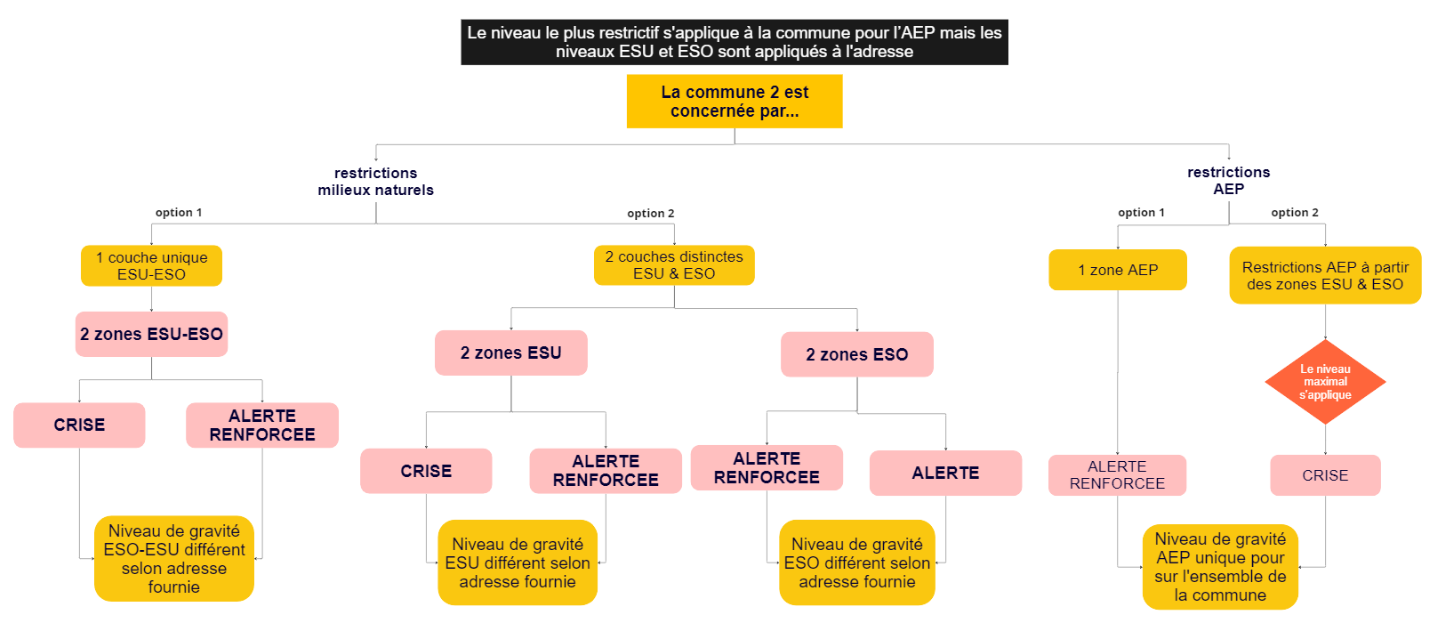 Le niveau le plus restrictif s'applique à la commune pour l'AEP mais les
niveaux ESU et ESO sont appliqués à l'adresse
La commune 2 est
concernée par...
restrictions
milieux naturels
restrictions
AEP
option 1
option 2
option 1
option 2
1 couche unique
ESU-ESO
2 couches distinctes
ESU & ESO
1 zone AEP
Restrictions AEP à partir
des zones ESU & ESO
2 zones ESU-ESO
2 zones ESU
2 zones ESO
Le niveau
maximal
s'applique
CRISE
ALERTE
RENFORCEE
CRISE
ALERTE
RENFORCEE
ALERTE
RENFORCEE
ALERTE
ALERTE
RENFORCEE
CRISE
Niveau de gravité
ESO-ESU différent
selon adresse
fournie
Niveau de gravité
ESU différent selon
adresse fournie
Niveau de gravité
ESO différent selon
adresse fournie
Niveau de gravité
AEP unique pour
sur l'ensemble de
la commune